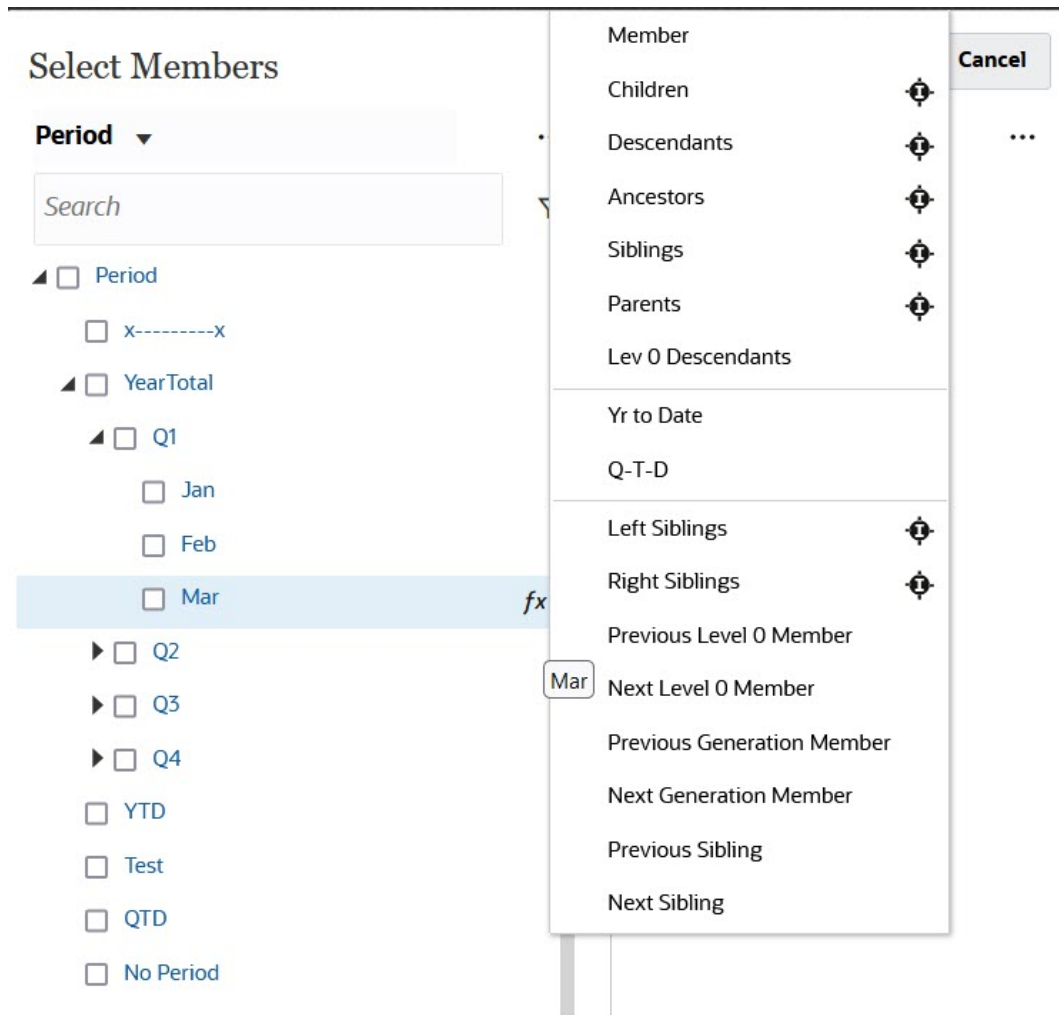 Select Members
Cancel
Period
Search
Period
x---------x
YearTotal
Q1
Jan
Feb
Mar
fx
Q2
Q3
Q4
YTD
Test
QTD
No Period
Member
Children
Descendants
Ancestors
Siblings
Parents
Lev 0 Descendants
Yr to Date
Q-T-D
Left Siblings
Right Siblings
Previous Level 0 Member
Mar
Next Level 0 Member
Previous Generation Member
Next Generation Member
Previous Sibling
Next Sibling